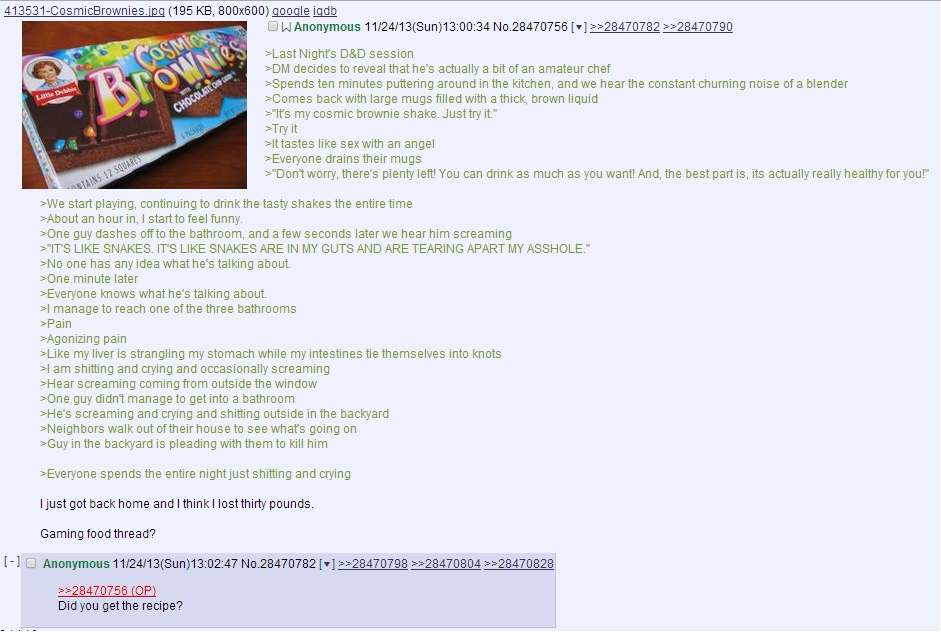 413531-CosmicBrownies.jpg (195 KB, 800x600) google iqdb
Anonymous 11/24/13(Sun)13:00:34 No.28470756 [▾] >>28470782 >>28470790
COSMIC
Brownies
WITH
CHOCOLATE CHIP CANDY
Little Debbie
CONTAINS 12 SQUARES
>Last Night's D&D session
>DM decides to reveal that he's actually a bit of an amateur chef
>Spends ten minutes puttering around in the kitchen, and we hear the constant churning noise of a blender
>Comes back with large mugs filled with a thick, brown liquid
>"It's my cosmic brownie shake. Just try it."
>Try it
>It tastes like sex with an angel
>Everyone drains their mugs
>"Don't worry, there's plenty left! You can drink as much as you want! And, the best part is, its actually really healthy for you!"
>We start playing, continuing to drink the tasty shakes the entire time
>About an hour in, I start to feel funny.
>One guy dashes off to the bathroom, and a few seconds later we hear him screaming
>"IT'S LIKE SNAKES. IT'S LIKE SNAKES ARE IN MY GUTS AND ARE TEARING APART MY ASSHOLE."
>No one has any idea what he's talking about.
>One minute later
>Everyone knows what he's talking about.
>I manage to reach one of the three bathrooms
>Pain
>Agonizing pain
>Like my liver is strangling my stomach while my intestines tie themselves into knots
>I am shitting and crying and occasionally screaming
>Hear screaming coming from outside the window
>One guy didn't manage to get into a bathroom
>He's screaming and crying and shitting outside in the backyard
>Neighbors walk out of their house to see what's going on
>Guy in the backyard is pleading with them to kill him
>Everyone spends the entire night just shitting and crying
I just got back home and I think I lost thirty pounds.
Gaming food thread?
[ - ] Anonymous 11/24/13(Sun)13:02:47 No.28470782 [▾] >>28470798 >>28470804 >>28470828
>>28470756 (OP)
Did you get the recipe?